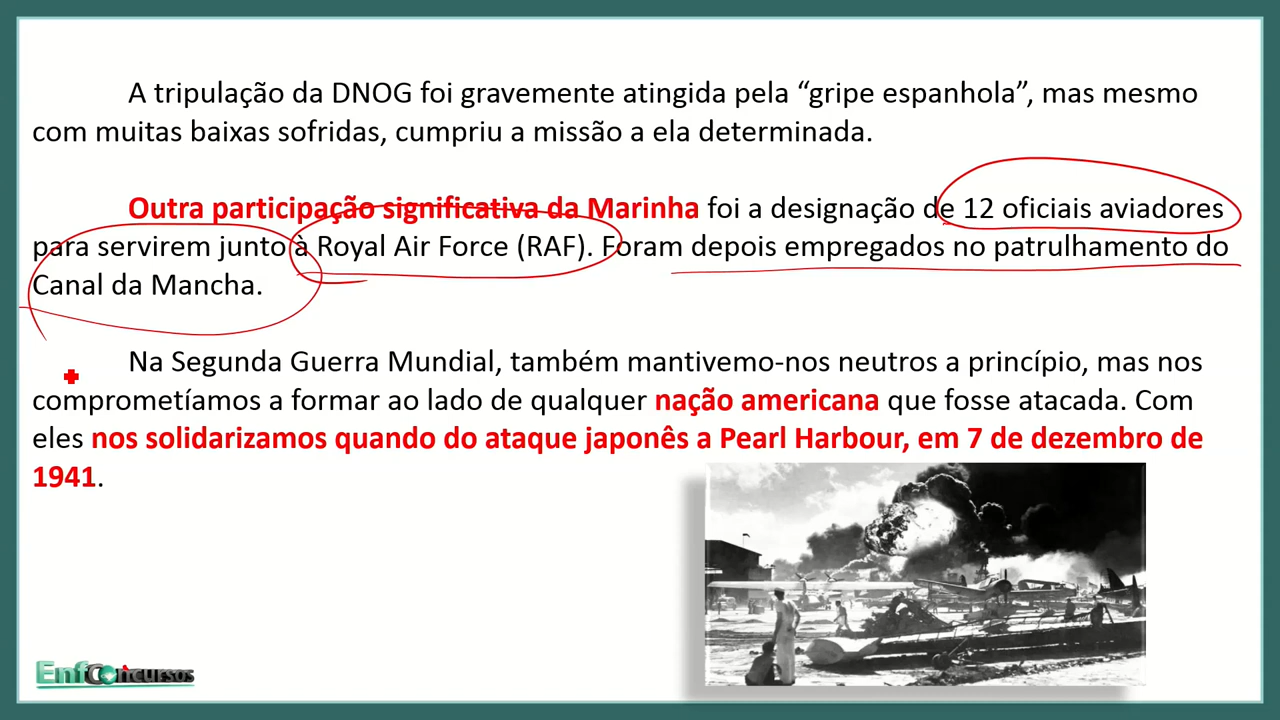 A tripulação da DNOG foi gravemente atingida pela “gripe espanhola”, mas mesmo
com muitas baixas sofridas, cumpriu a missão a ela determinada.
Outra participação significativa da Marinha foi a designação de 12 oficiais aviadores
para servirem junto à Royal Air Force (RAF). Foram depois empregados no patrulhamento do
Canal da Mancha.
Na Segunda Guerra Mundial, também mantivemo-nos neutros a princípio, mas nos
comprometíamos a formar ao lado de qualquer nação americana que fosse atacada. Com
eles nos solidarizamos quando do ataque japonês a Pearl Harbour, em 7 de dezembro de
1941.
EnfConcursos